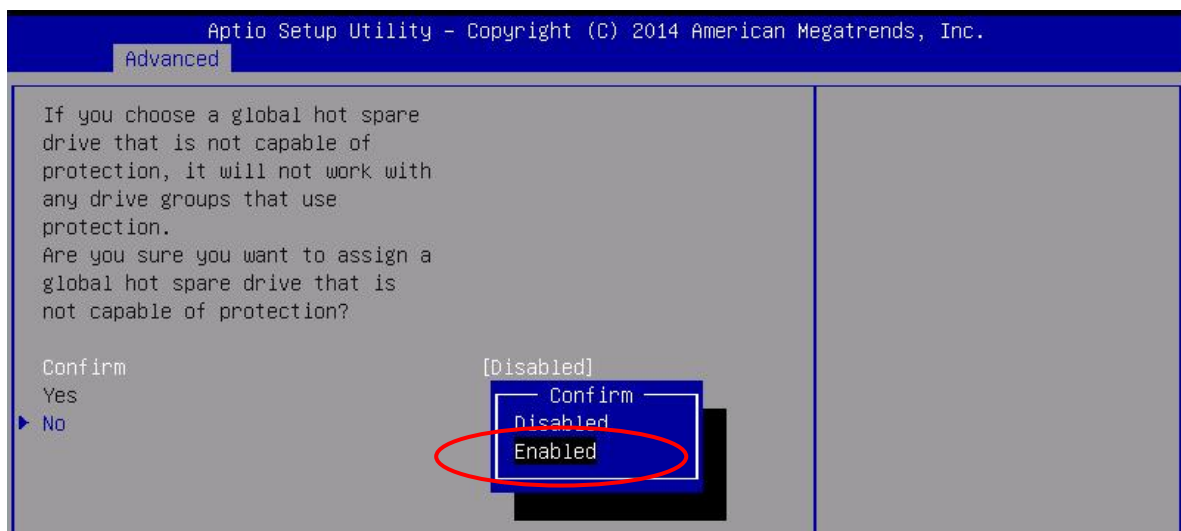 Aptio Setup Utility – Copyright (C) 2014 American Megatrends, Inc.
Advanced
If you choose a global hot spare
drive that is not capable of
protection, it will not work with
any drive groups that use
protection.
Are you sure you want to assign a
global hot spare drive that is
not capable of protection?
Confirm [Disabled]
Yes
No
Confirm
Disabled
Enabled